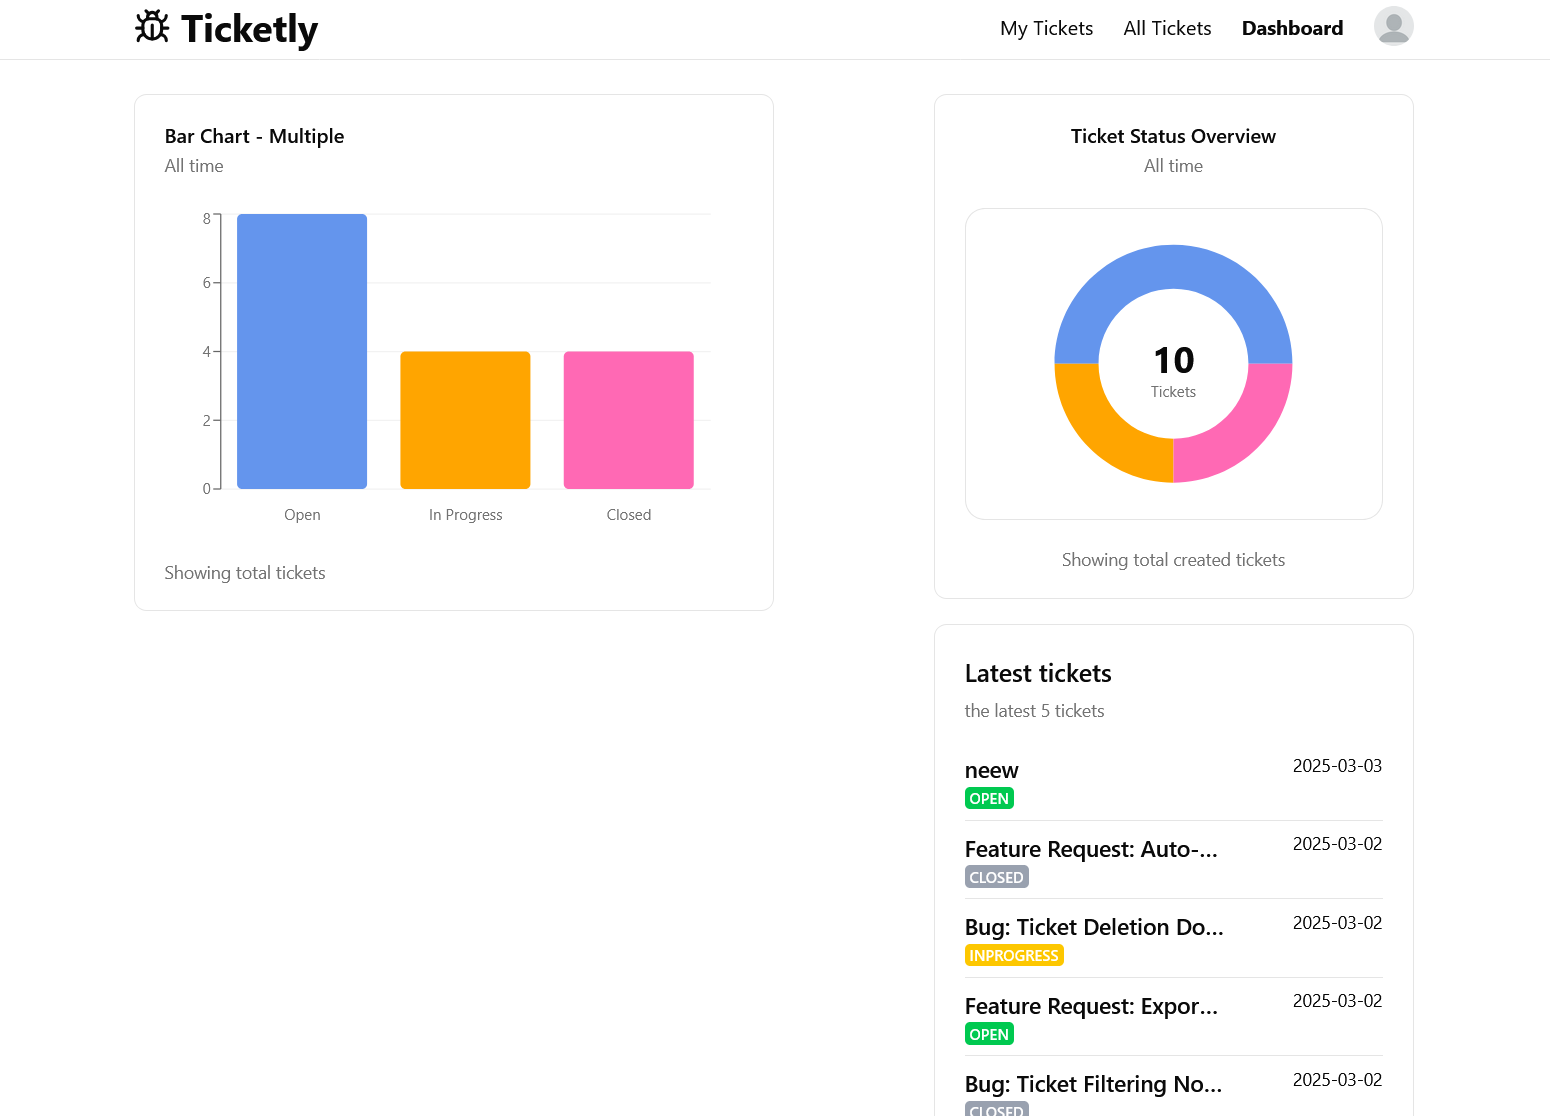 Ticketly
My Tickets
All Tickets
Dashboard
Bar Chart - Multiple
All time
8
6
4
2
0
Open
In Progress
Closed
Showing total tickets
Ticket Status Overview
All time
10
Tickets
Showing total created tickets
Latest tickets
the latest 5 tickets
neew
2025-03-03
OPEN
Feature Request: Auto-...
2025-03-02
CLOSED
Bug: Ticket Deletion Do...
2025-03-02
INPROGRESS
Feature Request: Expor...
2025-03-02
OPEN
Bug: Ticket Filtering No...
2025-03-02
CLOSED